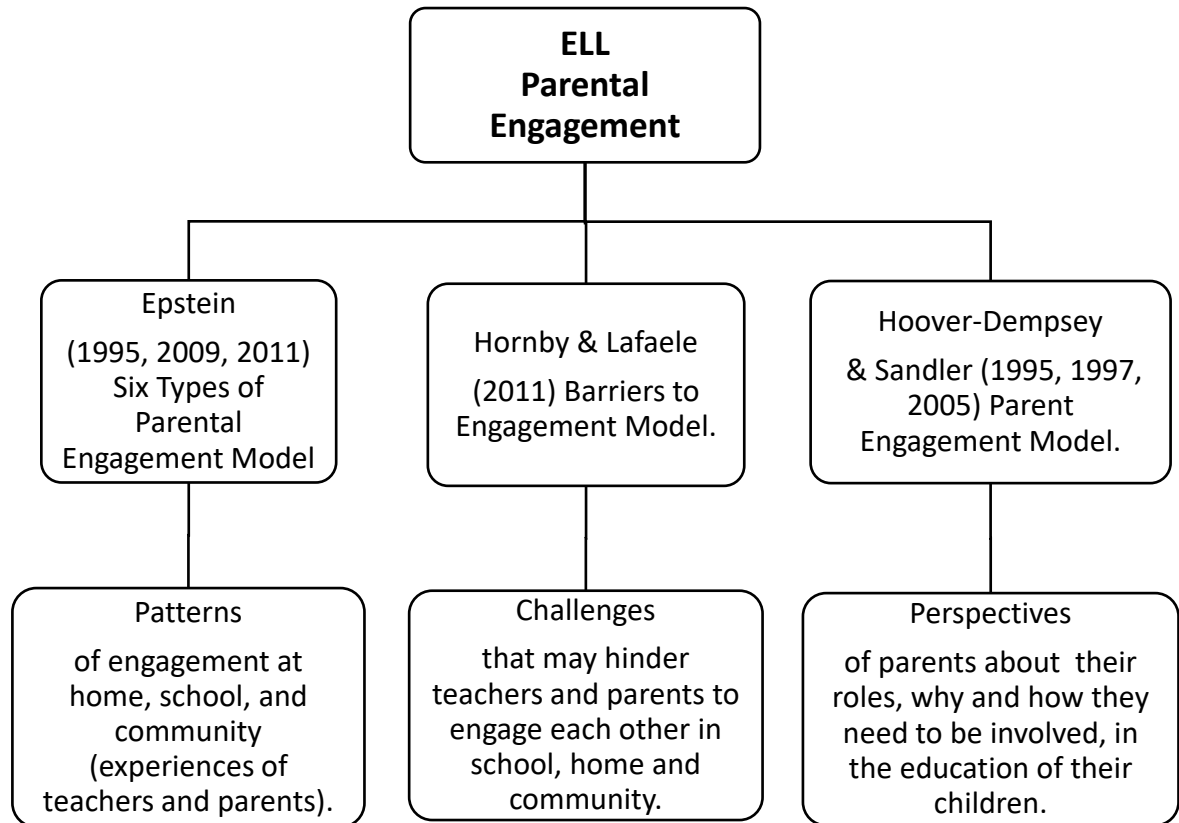 ELL
Parental
Engagement
Epstein
(1995, 2009, 2011)
Six Types of
Parental
Engagement Model
Hornby & Lafaele
(2011) Barriers to
Engagement Model.
Hoover-Dempsey
& Sandler (1995, 1997,
2005) Parent
Engagement Model.
Patterns
of engagement at
home, school, and
community
(experiences of
teachers and parents).
Challenges
that may hinder
teachers and parents to
engage each other in
school, home and
community.
Perspectives
of parents about  their
roles, why and how they
need to be involved, in
the education of their
children.